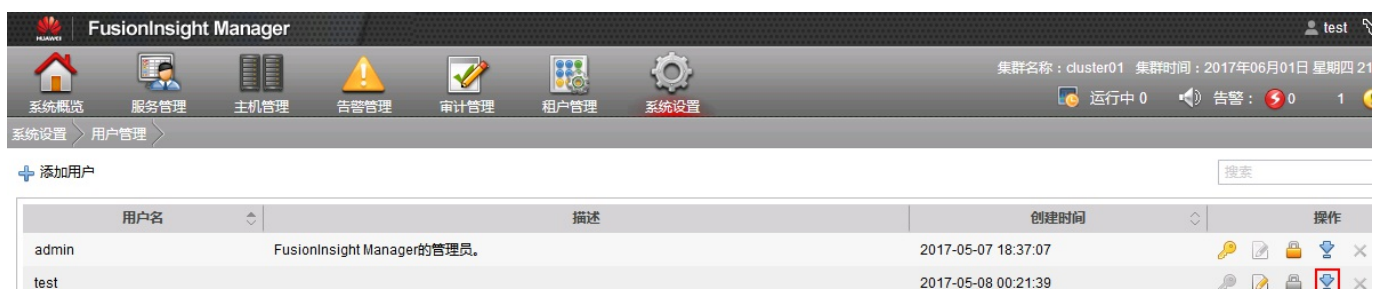 HUAWEI FusionInsight Manager test
集群名称：cluster01 集群时间：2017年06月01日 星期四 21
运行中 0 告警： 0 1
系统概览 服务管理 主机管理 告警管理 审计管理 租户管理 系统设置
系统设置 用户管理
添加用户 搜索
用户名 描述 创建时间 操作
admin FusionInsight Manager的管理员。 2017-05-07 18:37:07
test 2017-05-08 00:21:39